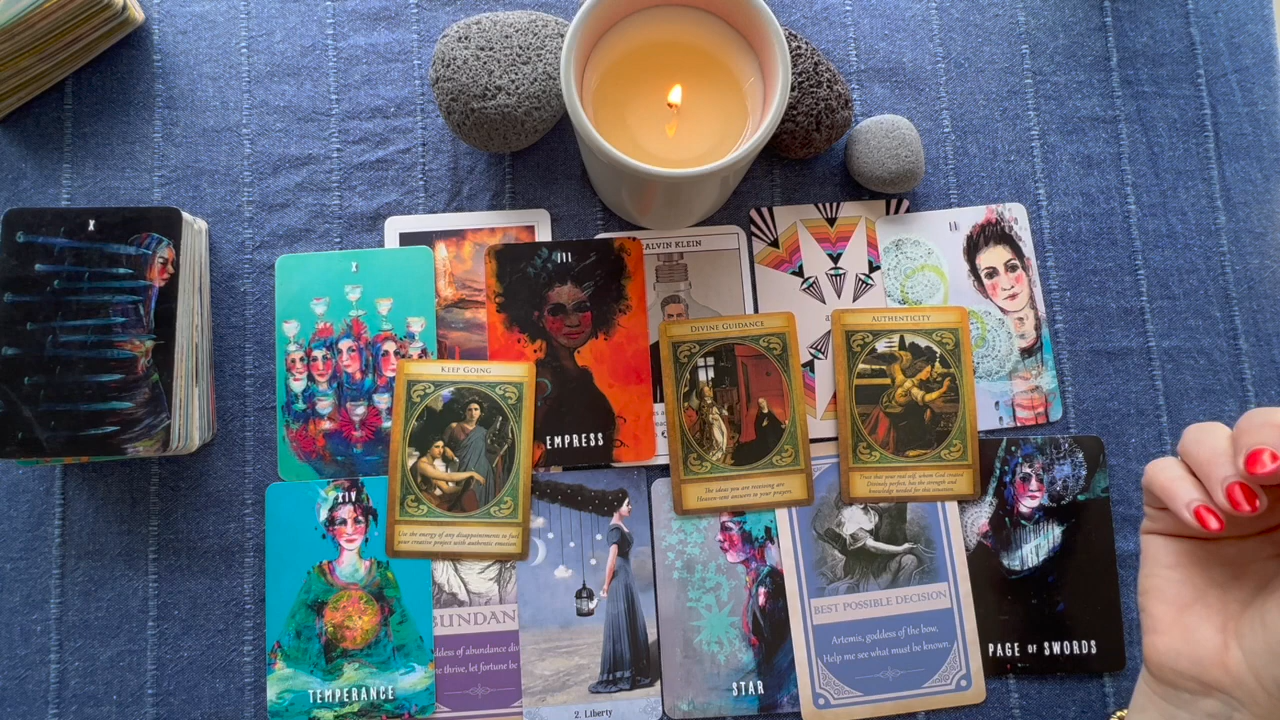 X
X
III
EMPRESS
ALVIN KLEIN
II
KEEP GOING
Use the energy of any disappointments to fuel
your creative project with authentic emotion.
DIVINE GUIDANCE
The ideas you are receiving are
Heaven-sent answers to your prayers.
AUTHENTICITY
Trust that your real self, whom God created
Divinely perfect, has the strength and
knowledge needed for this situation.
XIV
TEMPERANCE
BUNDAN
ddess of abundance div
e thrive, let fortune be
2. Liberty
STAR
BEST POSSIBLE DECISION
Artemis, goddess of the bow,
Help me see what must be known.
PAGE OF SWORDS